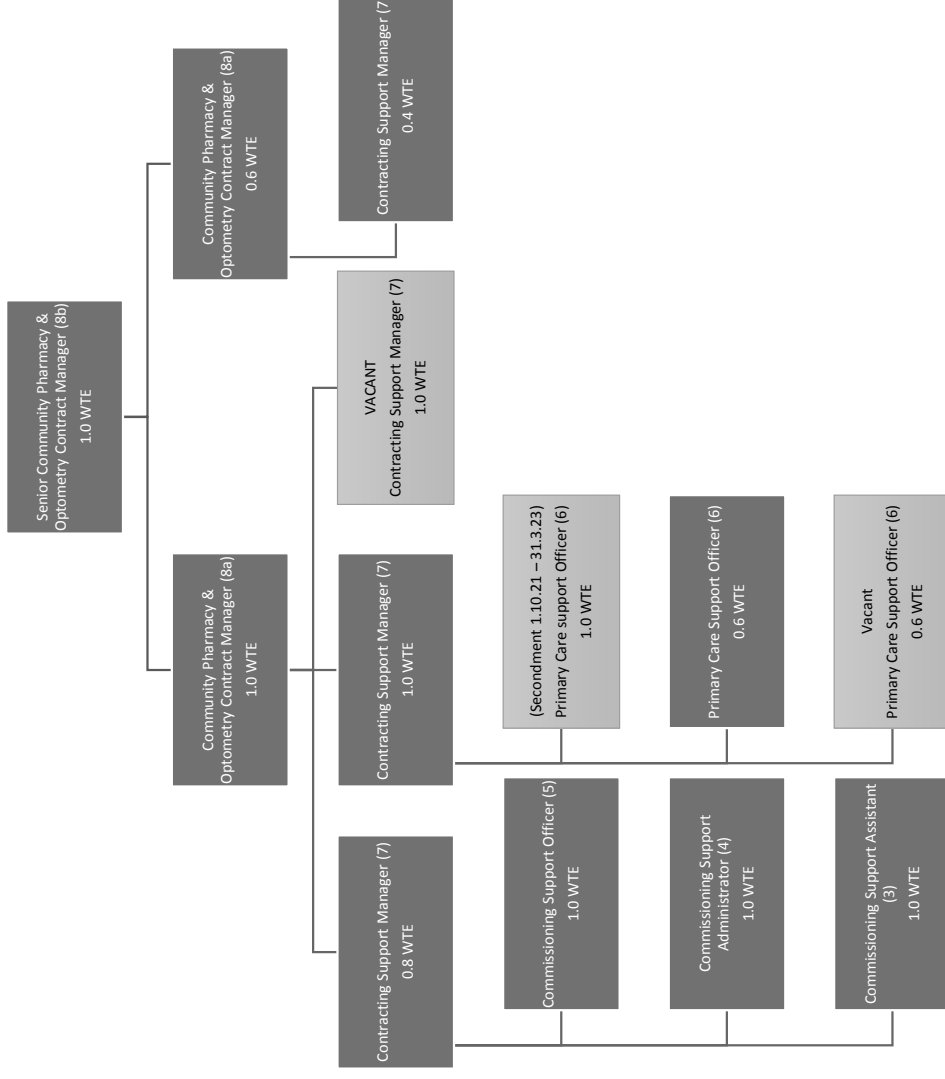 Senior Community Pharmacy &
Optometry Contract Manager (8b)
1.0 WTE
Community Pharmacy &
Optometry Contract Manager (8a)
1.0 WTE
Community Pharmacy &
Optometry Contract Manager (8a)
0.6 WTE
Contracting Support Manager (7)
0.8 WTE
Contracting Support Manager (7)
1.0 WTE
VACANT
Contracting Support Manager (7)
1.0 WTE
Contracting Support Manager (7
0.4 WTE
Commissioning Support Officer (5)
1.0 WTE
(Secondment 1.10.21 – 31.3.23)
Primary Care support Officer (6)
1.0 WTE
Commissioning Support
Administrator (4)
1.0 WTE
Primary Care Support Officer (6)
0.6 WTE
Commissioning Support Assistant
(3)
1.0 WTE
Vacant
Primary Care Support Officer (6)
0.6 WTE